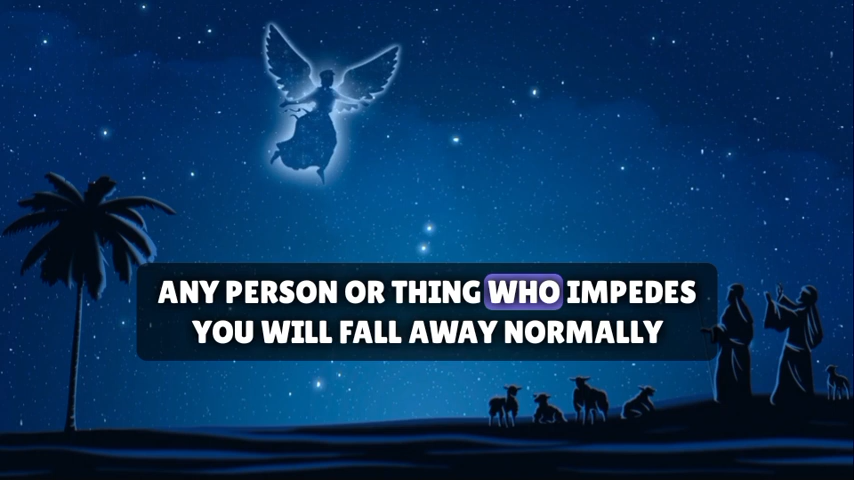 ANY PERSON OR THING WHO IMPEDES
YOU WILL FALL AWAY NORMALLY